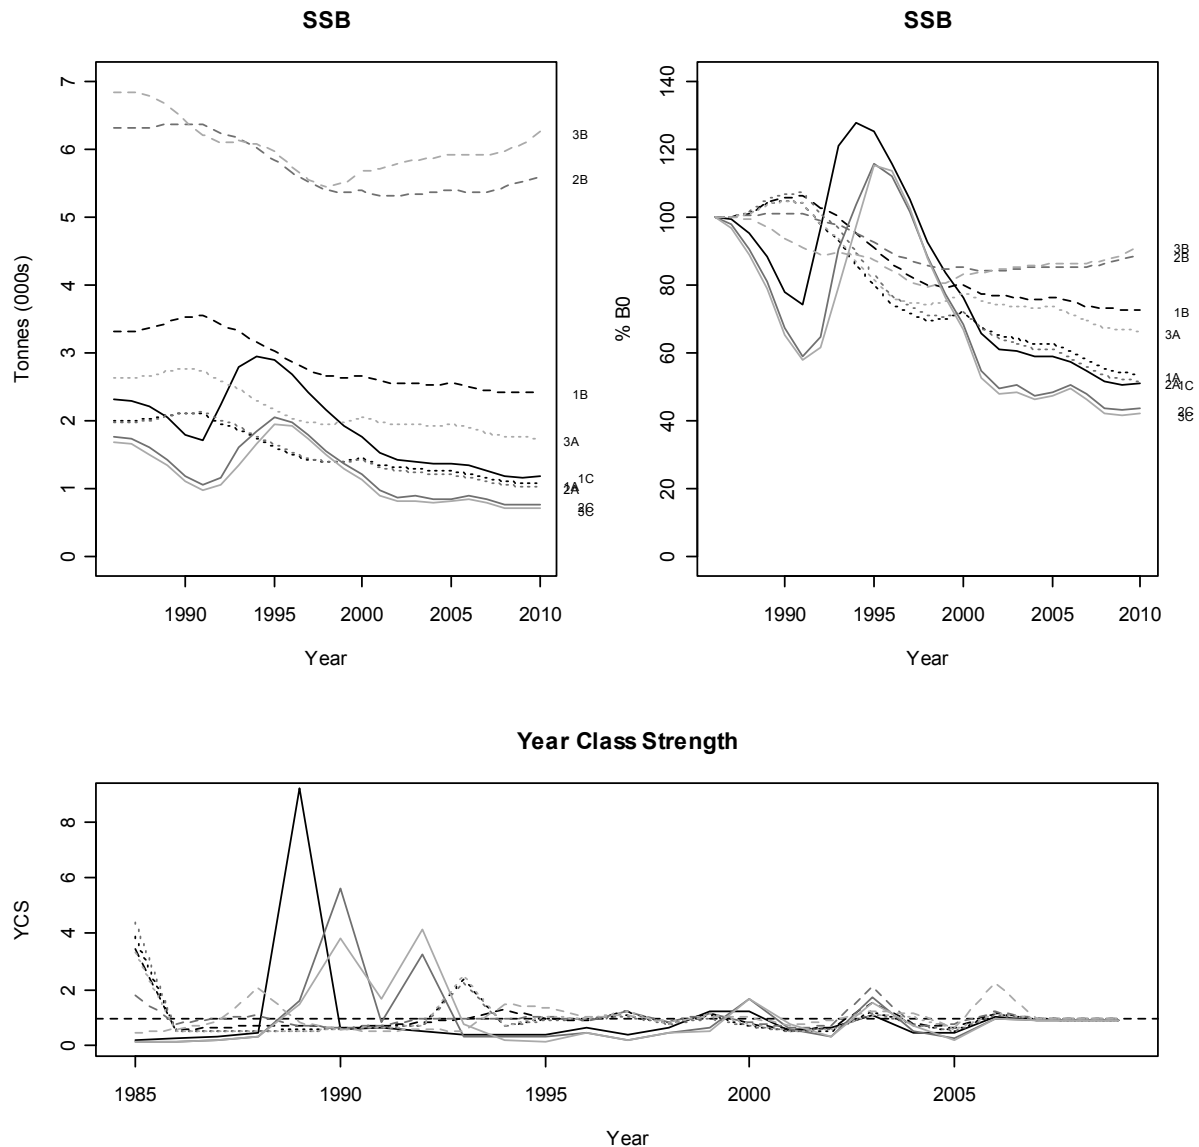 SSB
Tonnes (000s)
7
6
5
4
3
2
1
0
3B
2B
1B
3A
1C
1A
2A
2C
3C
1990 1995 2000 2005 2010
Year
SSB
% B0
140
120
100
80
60
40
20
0
3B
2B
1B
3A
1A
2A1C
2C
3C
1990 1995 2000 2005 2010
Year
Year Class Strength
YCS
8
6
4
2
0
1985 1990 1995 2000 2005
Year